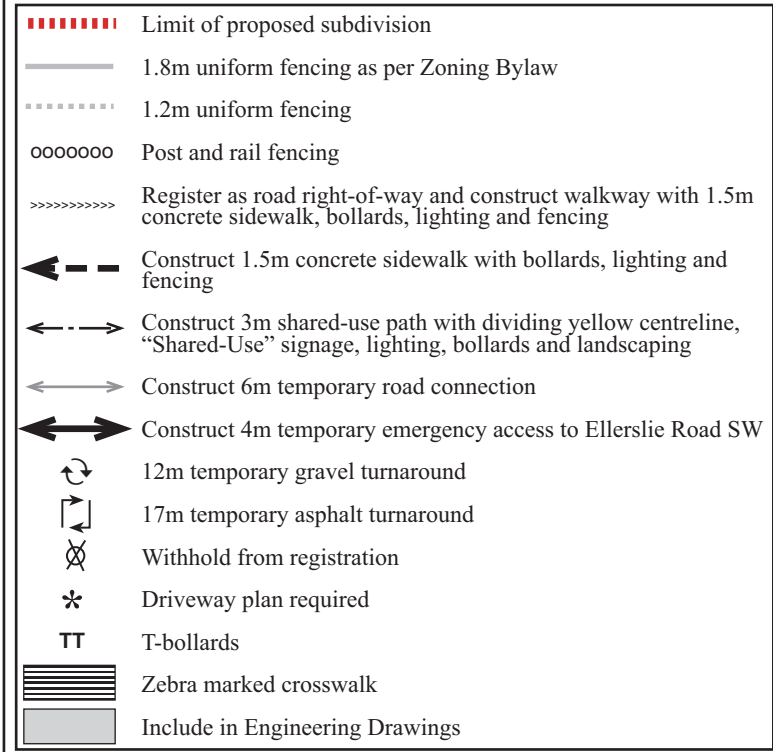 Limit of proposed subdivision
1.8m uniform fencing as per Zoning Bylaw
1.2m uniform fencing
ooooooo Post and rail fencing
>>>>>>>>>>> Register as road right-of-way and construct walkway with 1.5m
concrete sidewalk, bollards, lighting and fencing
Construct 1.5m concrete sidewalk with bollards, lighting and
fencing
Construct 3m shared-use path with dividing yellow centreline,
“Shared-Use” signage, lighting, bollards and landscaping
Construct 6m temporary road connection
Construct 4m temporary emergency access to Ellerslie Road SW
12m temporary gravel turnaround
17m temporary asphalt turnaround
Withhold from registration
* Driveway plan required
TT T-bollards
Zebra marked crosswalk
Include in Engineering Drawings